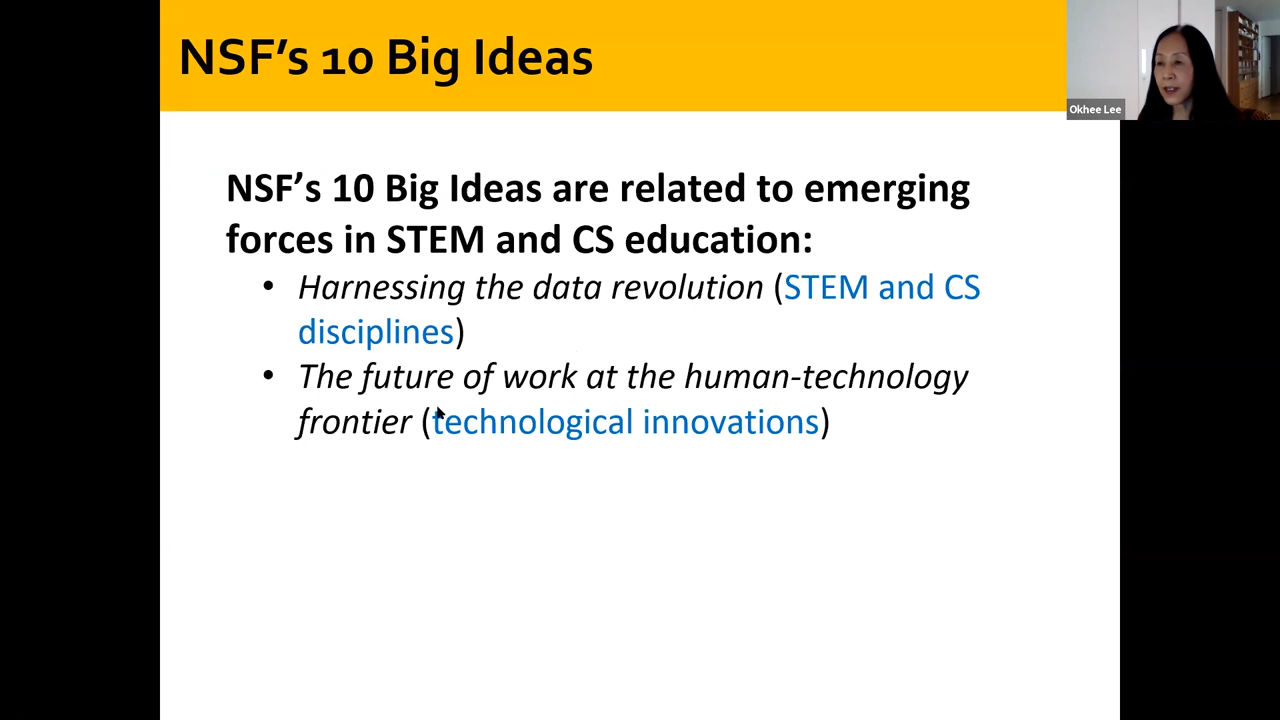 NSF's 10 Big Ideas
Okhee Lee
NSF's 10 Big Ideas are related to emerging
forces in STEM and CS education:
• Harnessing the data revolution (STEM and CS
disciplines)
• The future of work at the human-technology
frontier (technological innovations)